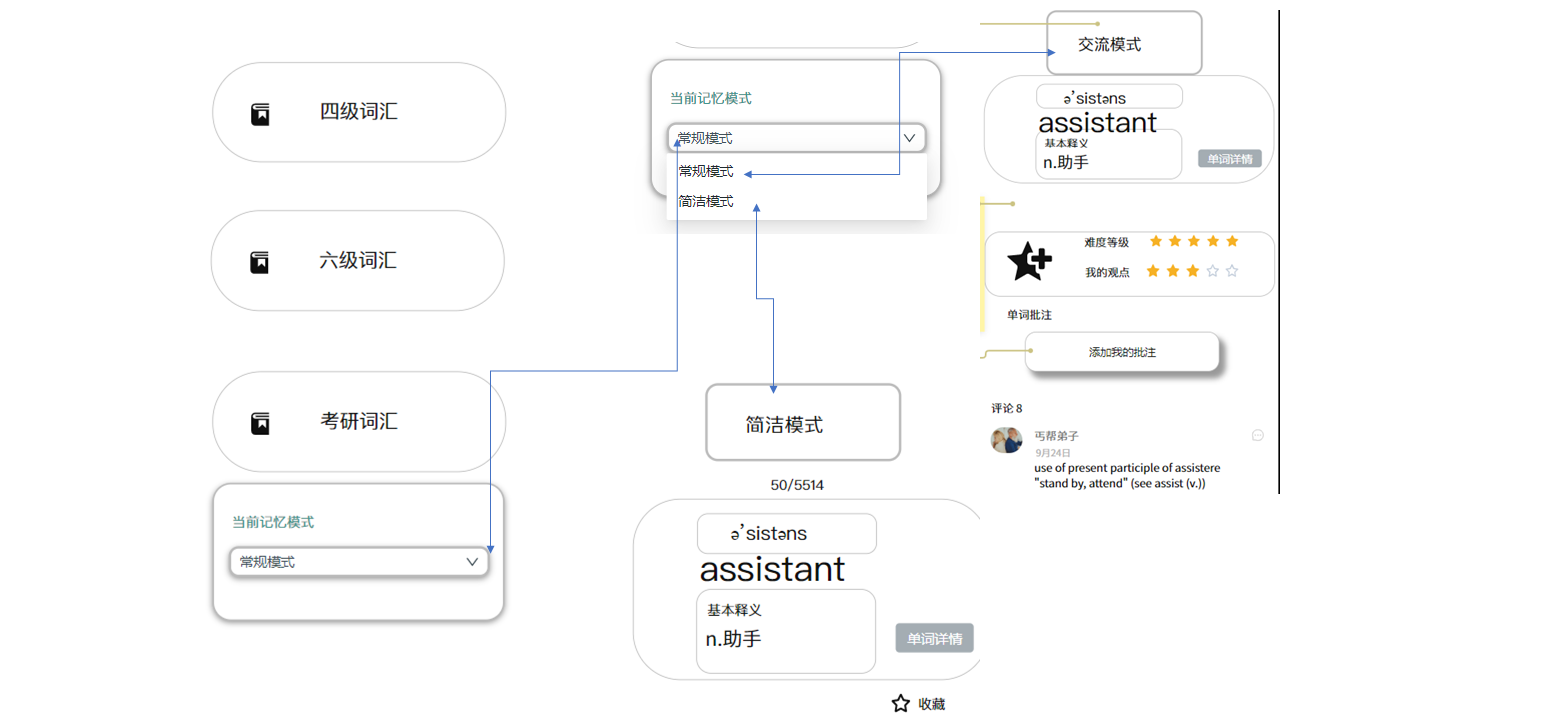 四级词汇
六级词汇
考研词汇
当前记忆模式
常规模式
当前记忆模式
常规模式
常规模式
简洁模式
简洁模式
50/5514
ə'sistəns
assistant
基本释义
n.助手
单词详情
收藏
交流模式
ə'sistəns
assistant
基本释义
n.助手
单词详情
难度等级
我的观点
单词批注
添加我的批注
评论 8
丐帮弟子
9月24日
use of present participle of assistere
"stand by, attend" (see assist (v.))